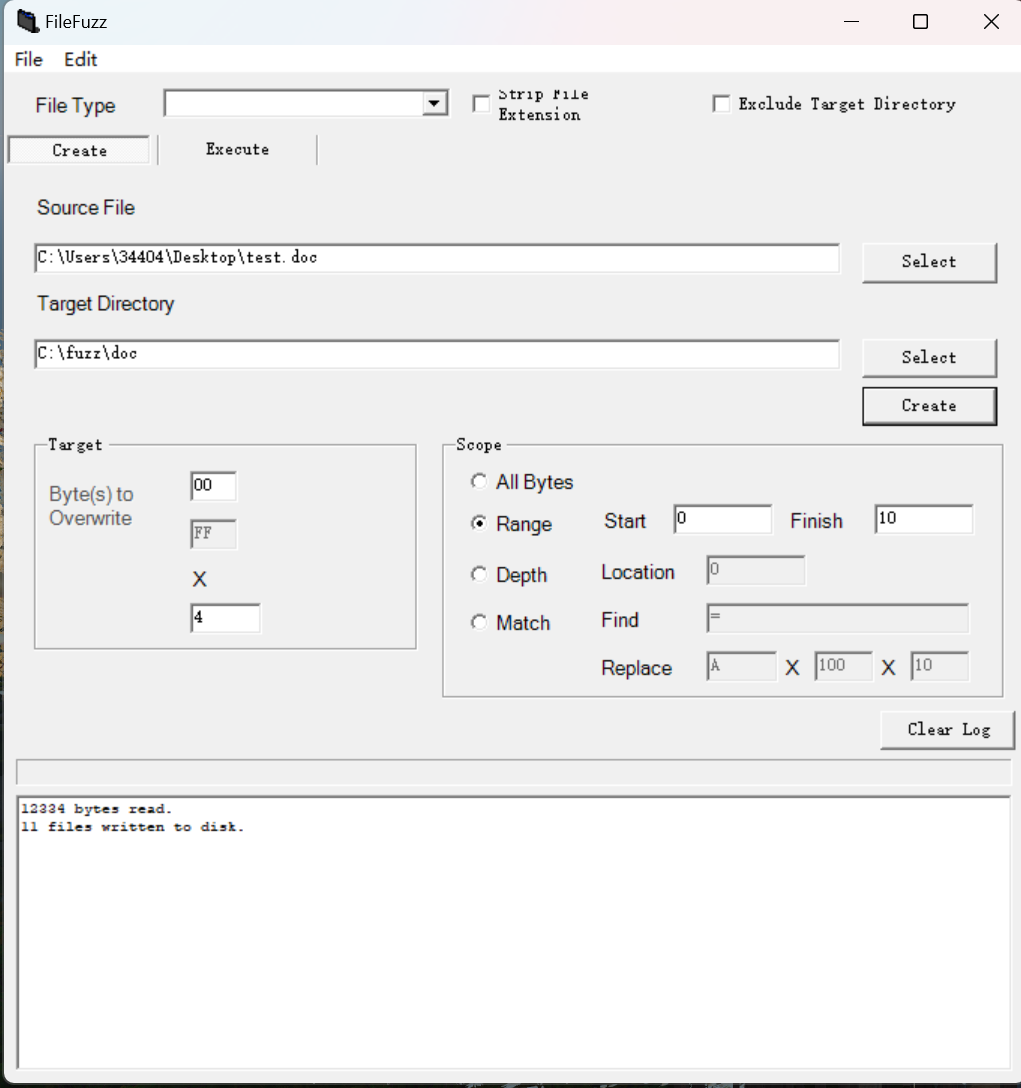 FileFuzz
File Edit
File Type
Strip File
Extension
Exclude Target Directory
Create Execute
Source File
C:\Users\34404\Desktop\test.doc
Select
Target Directory
C:\fuzz\doc
Select
Create
Target
Byte(s) to
Overwrite
00
FF
X
4
Scope
All Bytes
Range Start 0 Finish 10
Depth Location 0
Match Find =
Replace A X 100 X 10
Clear Log
12334 bytes read.
11 files written to disk.